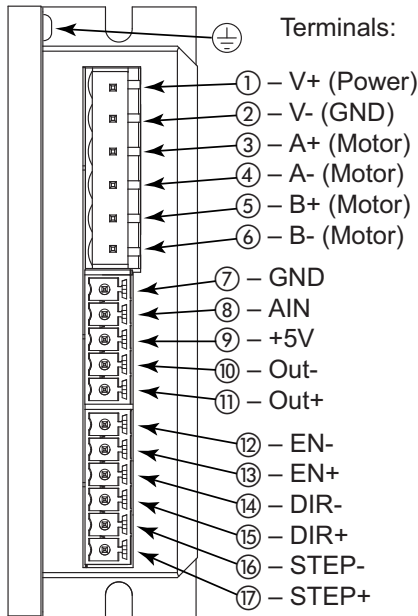 Terminals:
① – V+ (Power)
② – V- (GND)
③ – A+ (Motor)
④ – A- (Motor)
⑤ – B+ (Motor)
⑥ – B- (Motor)
⑦ – GND
⑧ – AIN
⑨ – +5V
⑩ – Out-
⑪ – Out+
⑫ – EN-
⑬ – EN+
⑭ – DIR-
⑮ – DIR+
⑯ – STEP-
⑰ – STEP+